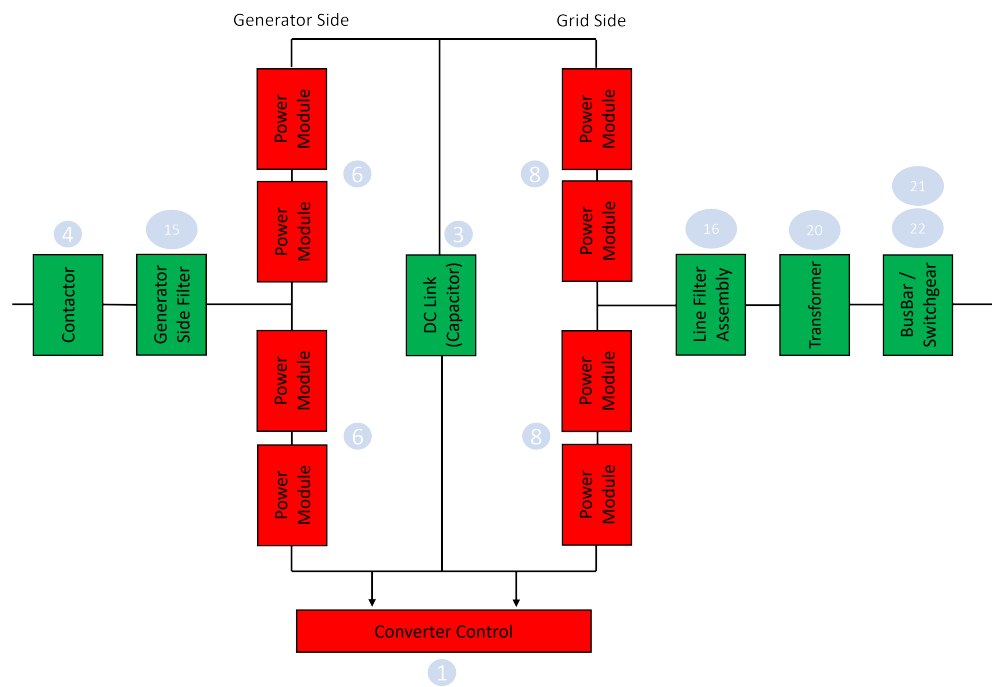 Generator Side
Grid Side
Power
Module
Power
Module
6
8
Power
Module
Power
Module
21
22
4
15
3
16
20
Contactor
Generator
Side Filter
DC Link
(Capacitor)
Line Filter
Assembly
Transformer
BusBar /
Switchgear
Power
Module
Power
Module
6
8
Power
Module
Power
Module
Converter Control
1